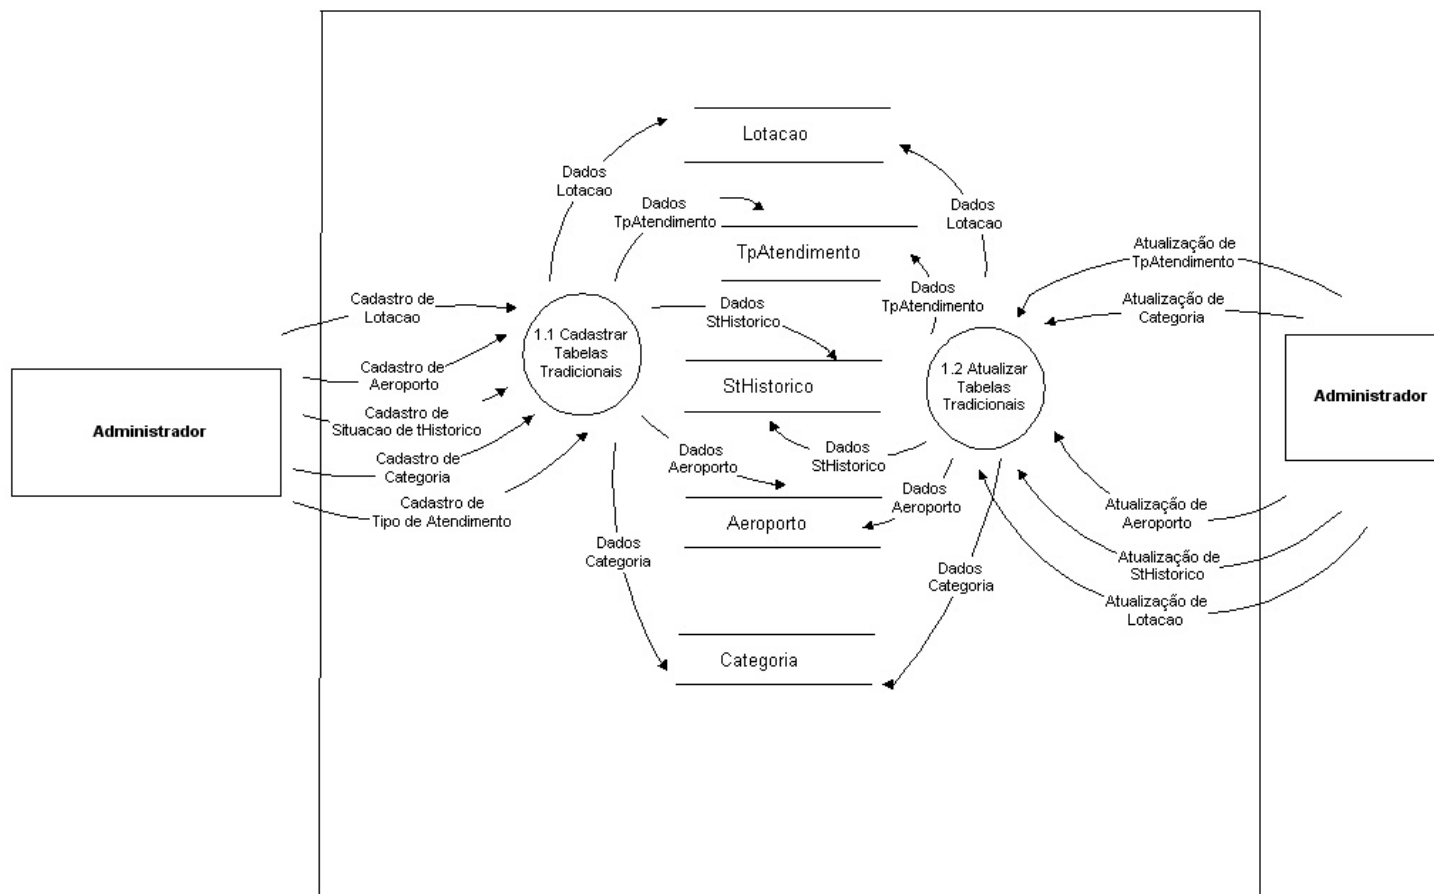 Lotacao
Dados
Lotacao
Dados
TpAtendimento
Dados
Lotacao
TpAtendimento
Atualização de
TpAtendimento
Cadastro de
Lotacao
Dados
StHistorico
Dados
TpAtendimento
Atualização de
Categoria
1.1 Cadastrar
Tabelas
Tradicionais
Cadastro de
Aeroporto
StHistorico
1.2 Atualizar
Tabelas
Tradicionais
Administrador
Administrador
Cadastro de
Situacao de tHistorico
Cadastro de
Categoria
Dados
Aeroporto
Dados
StHistorico
Cadastro de
Tipo de Atendimento
Dados
Aeroporto
Atualização de
Aeroporto
Aeroporto
Dados
Categoria
Atualização de
StHistorico
Dados
Categoria
Atualização de
Lotacao
Categoria